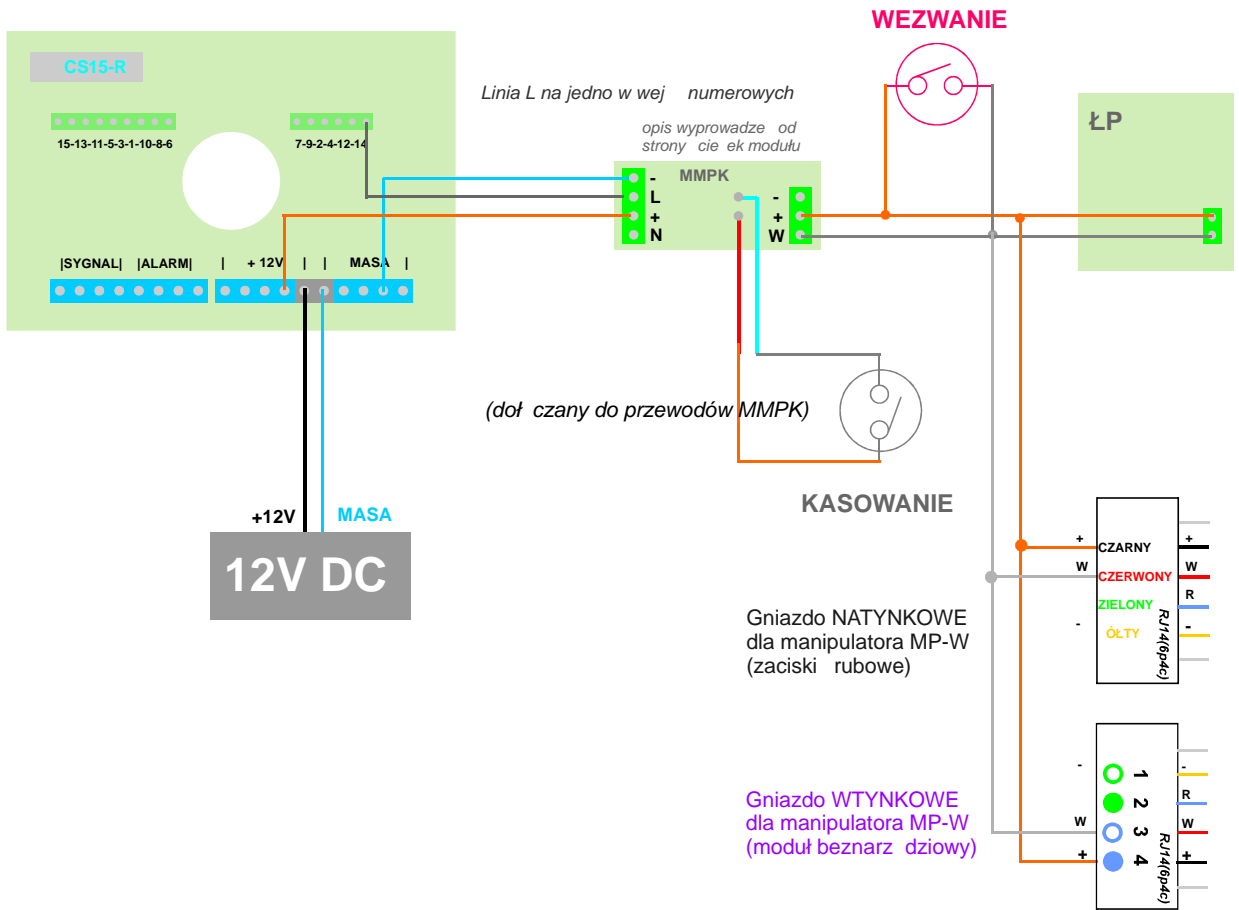 WEZWANIE
CS15-R
Linia L na jedno w wej numerowych
15-13-11-5-3-1-10-8-6
7-9-2-4-12-14
opis wyprowadze od
strony cie ek modułu
ŁP
MMPK
-
L
+
N
-
+
W
|SYGNAL| |ALARM| | + 12V | | MASA |
(doł czany do przewodów MMPK)
KASOWANIE
+12V MASA
12V DC
+ CZARNY +
W CZERWONY W
ZIELONY R
- ÓŁTY -
RJ14(6p4c)
Gniazdo NATYNKOWE
dla manipulatora MP-W
(zaciski rubowe)
- 1 -
2 R
W 3 W
+ 4 +
RJ14(6p4c)
Gniazdo WTYNKOWE
dla manipulatora MP-W
(moduł beznarz dziowy)